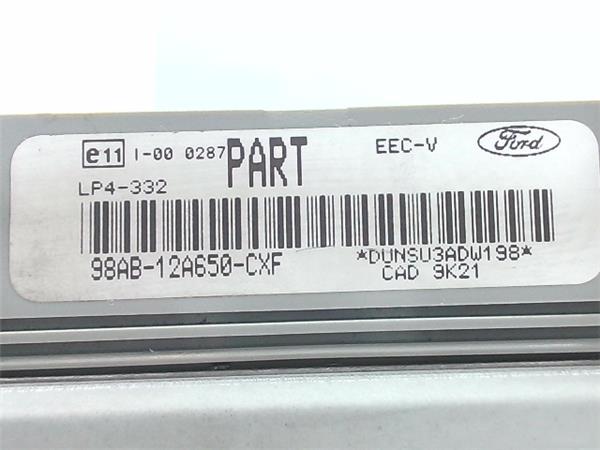 e11 I-00 0287 PART EEC-V Ford
LP4-332
98AB-12A650-CXF *DUNSU3ADW198*
CAD 9K21